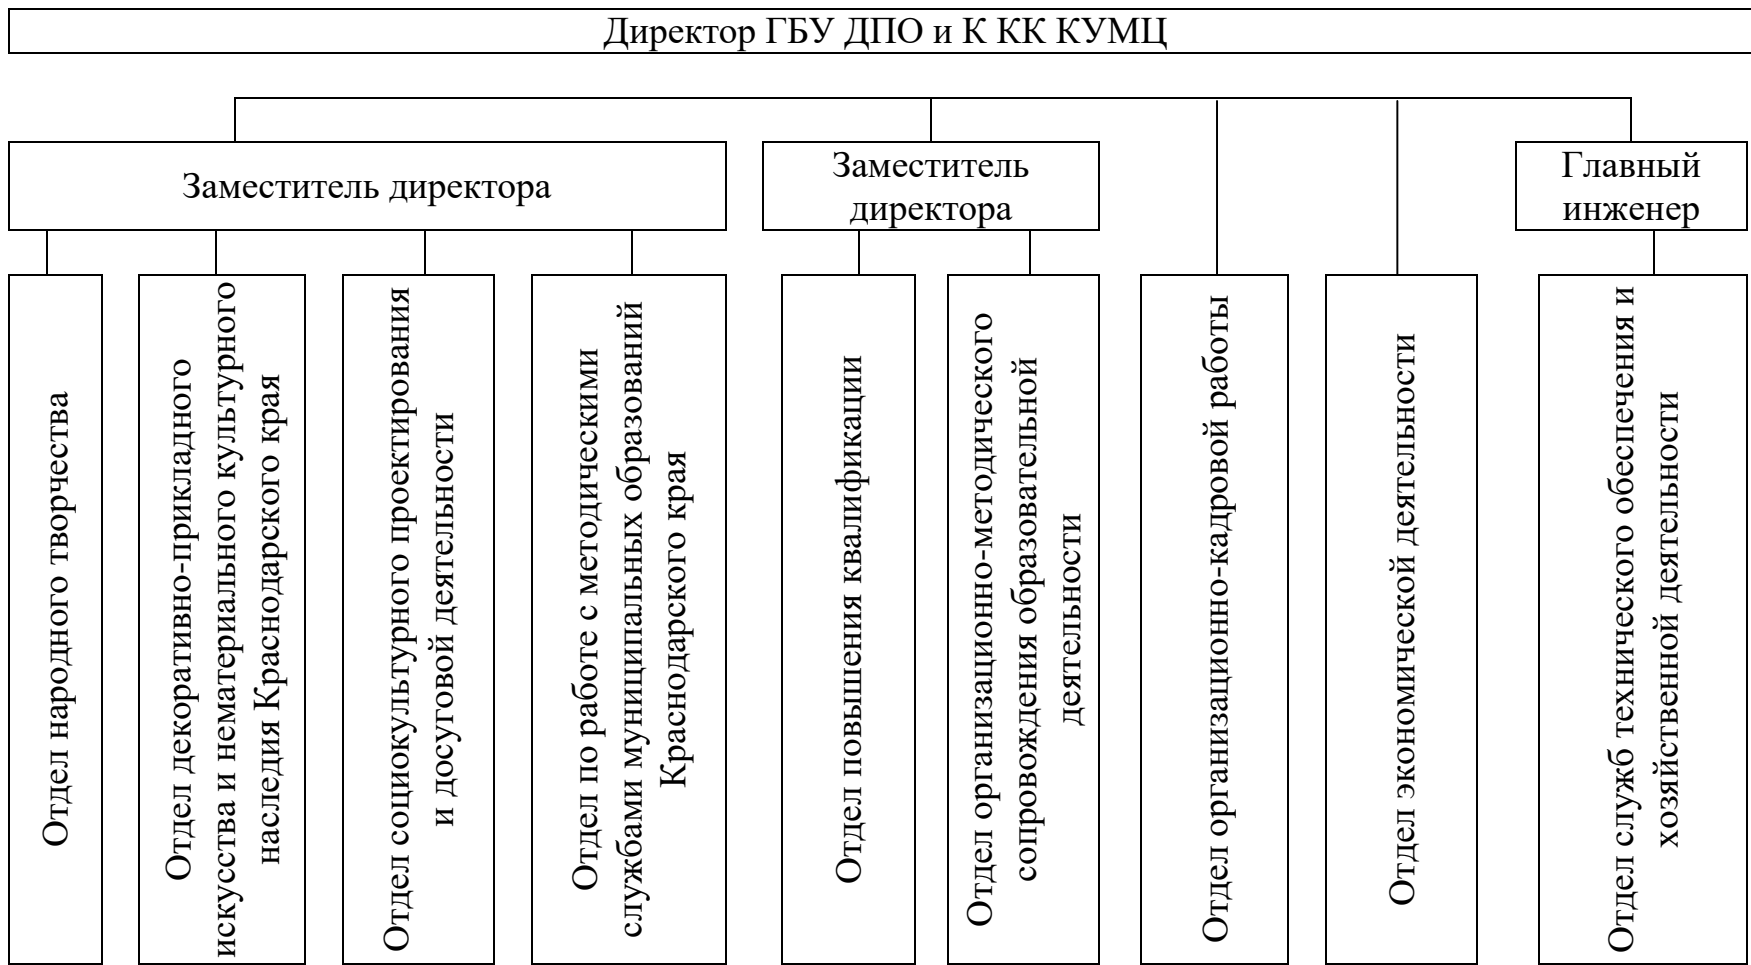 Директор ГБУ ДПО и К КК КУМЦ
Заместитель директора
Заместитель
директора
Главный
инженер
Отдел народного творчества
Отдел декоративно-прикладного
искусства и нематериального культурного
наследия Краснодарского края
Отдел социокультурного проектирования
и досуговой деятельности
Отдел по работе с методическими
службами муниципальных образований
Краснодарского края
Отдел повышения квалификации
Отдел организационно-методического
сопровождения образовательной
деятельности
Отдел организационно-кадровой работы
Отдел экономической деятельности
Отдел служб технического обеспечения и
хозяйственной деятельности